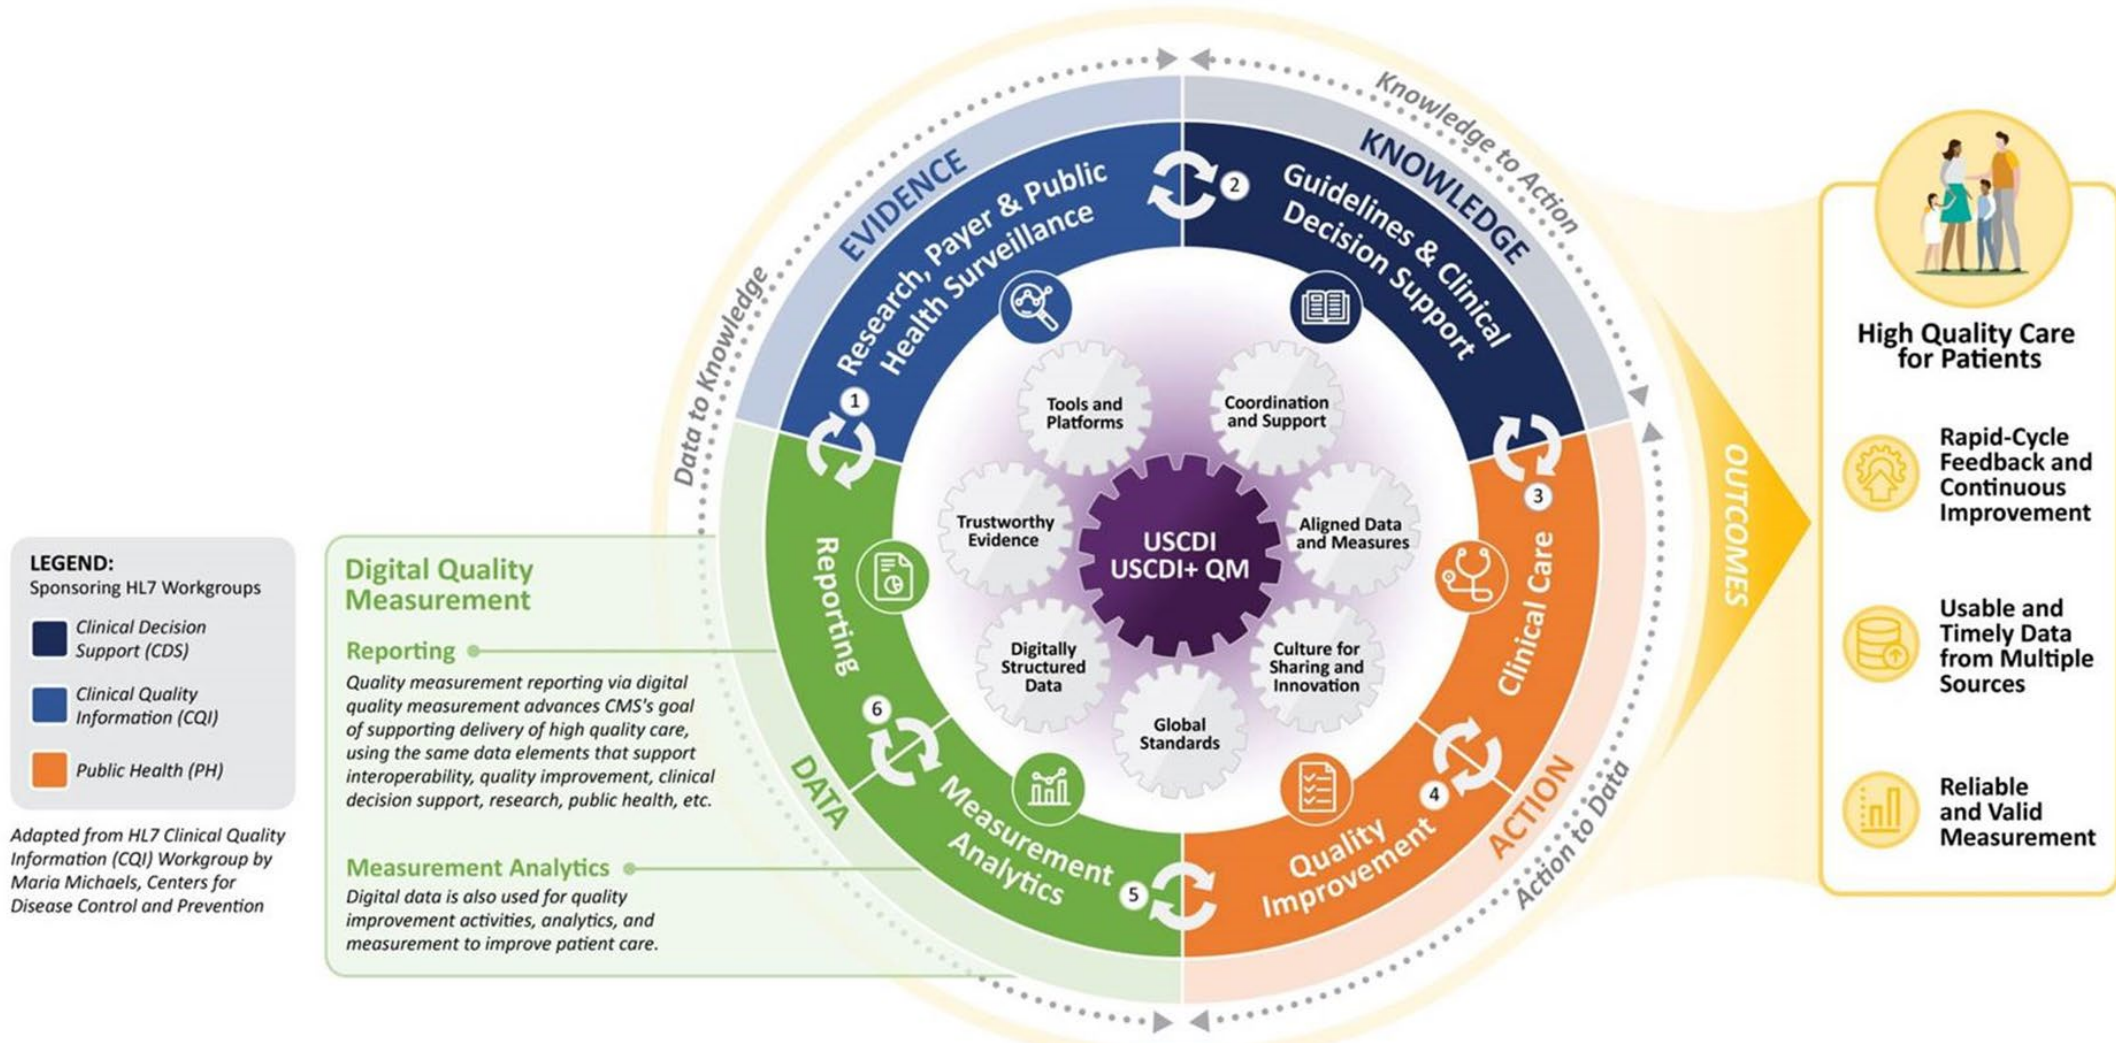 LEGEND:
Sponsoring HL7 Workgroups
Clinical Decision
Support (CDS)
Clinical Quality
Information (CQI)
Public Health (PH)
Adapted from HL7 Clinical Quality
Information (CQI) Workgroup by
Maria Michaels, Centers for
Disease Control and Prevention
Digital Quality
Measurement
Reporting
Quality measurement reporting via digital
quality measurement advances CMS's goal
of supporting delivery of high quality care,
using the same data elements that support
interoperability, quality improvement, clinical
decision support, research, public health, etc.
Measurement Analytics
Digital data is also used for quality
improvement activities, analytics, and
measurement to improve patient care.
Data to Knowledge
EVIDENCE
Research, Payer & Public
Health Surveillance
1
2
Knowledge to Action
KNOWLEDGE
Guidelines & Clinical
Decision Support
3
Clinical Care
4
ACTION
Action to Data
Quality
Improvement
5
Measurement
Analytics
DATA
6
Reporting
Tools and
Platforms
Coordination
and Support
Trustworthy
Evidence
USCDI
USCDI+ QM
Aligned Data
and Measures
Digitally
Structured
Data
Culture for
Sharing and
Innovation
Global
Standards
OUTCOMES
High Quality Care
for Patients
Rapid-Cycle
Feedback and
Continuous
Improvement
Usable and
Timely Data
from Multiple
Sources
Reliable
and Valid
Measurement